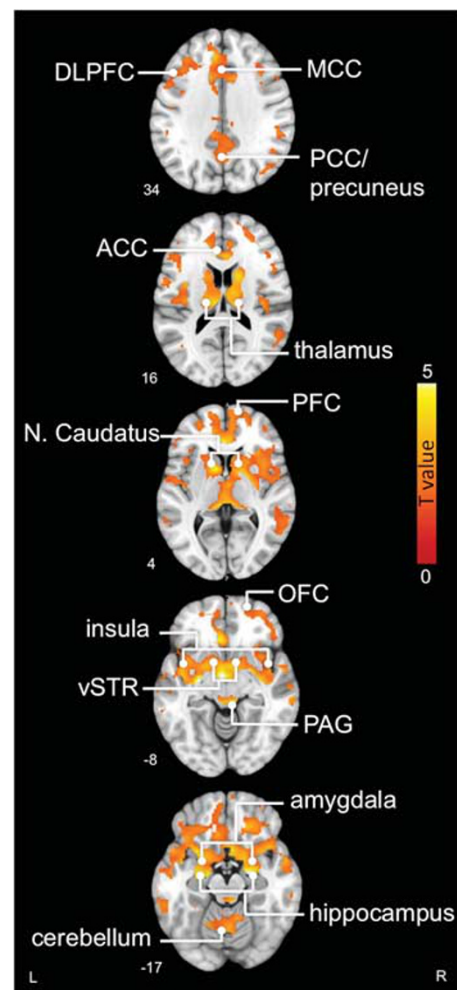 DLPFC
MCC
PCC/
precuneus
34
ACC
thalamus
16
PFC
N. Caudatus
4
5
T value
0
OFC
insula
vSTR
PAG
-8
amygdala
hippocampus
cerebellum
-17
L
R